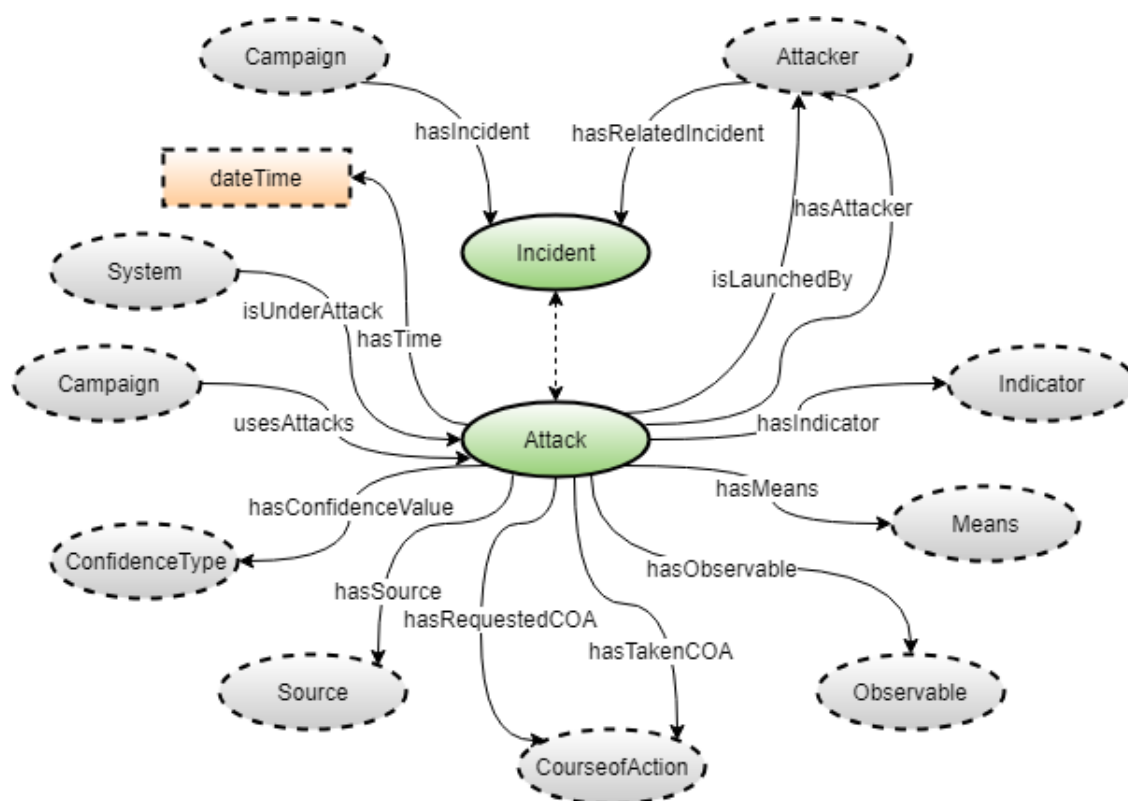 Campaign
Attacker
hasIncident
hasRelatedIncident
dateTime
hasAttacker
Incident
System
isLaunchedBy
isUnderAttack
hasTime
Campaign
Indicator
usesAttacks
Attack
hasIndicator
hasMeans
hasConfidenceValue
Means
ConfidenceType
hasObservable
hasSource
hasRequestedCOA
hasTakenCOA
Source
Observable
CourseofAction